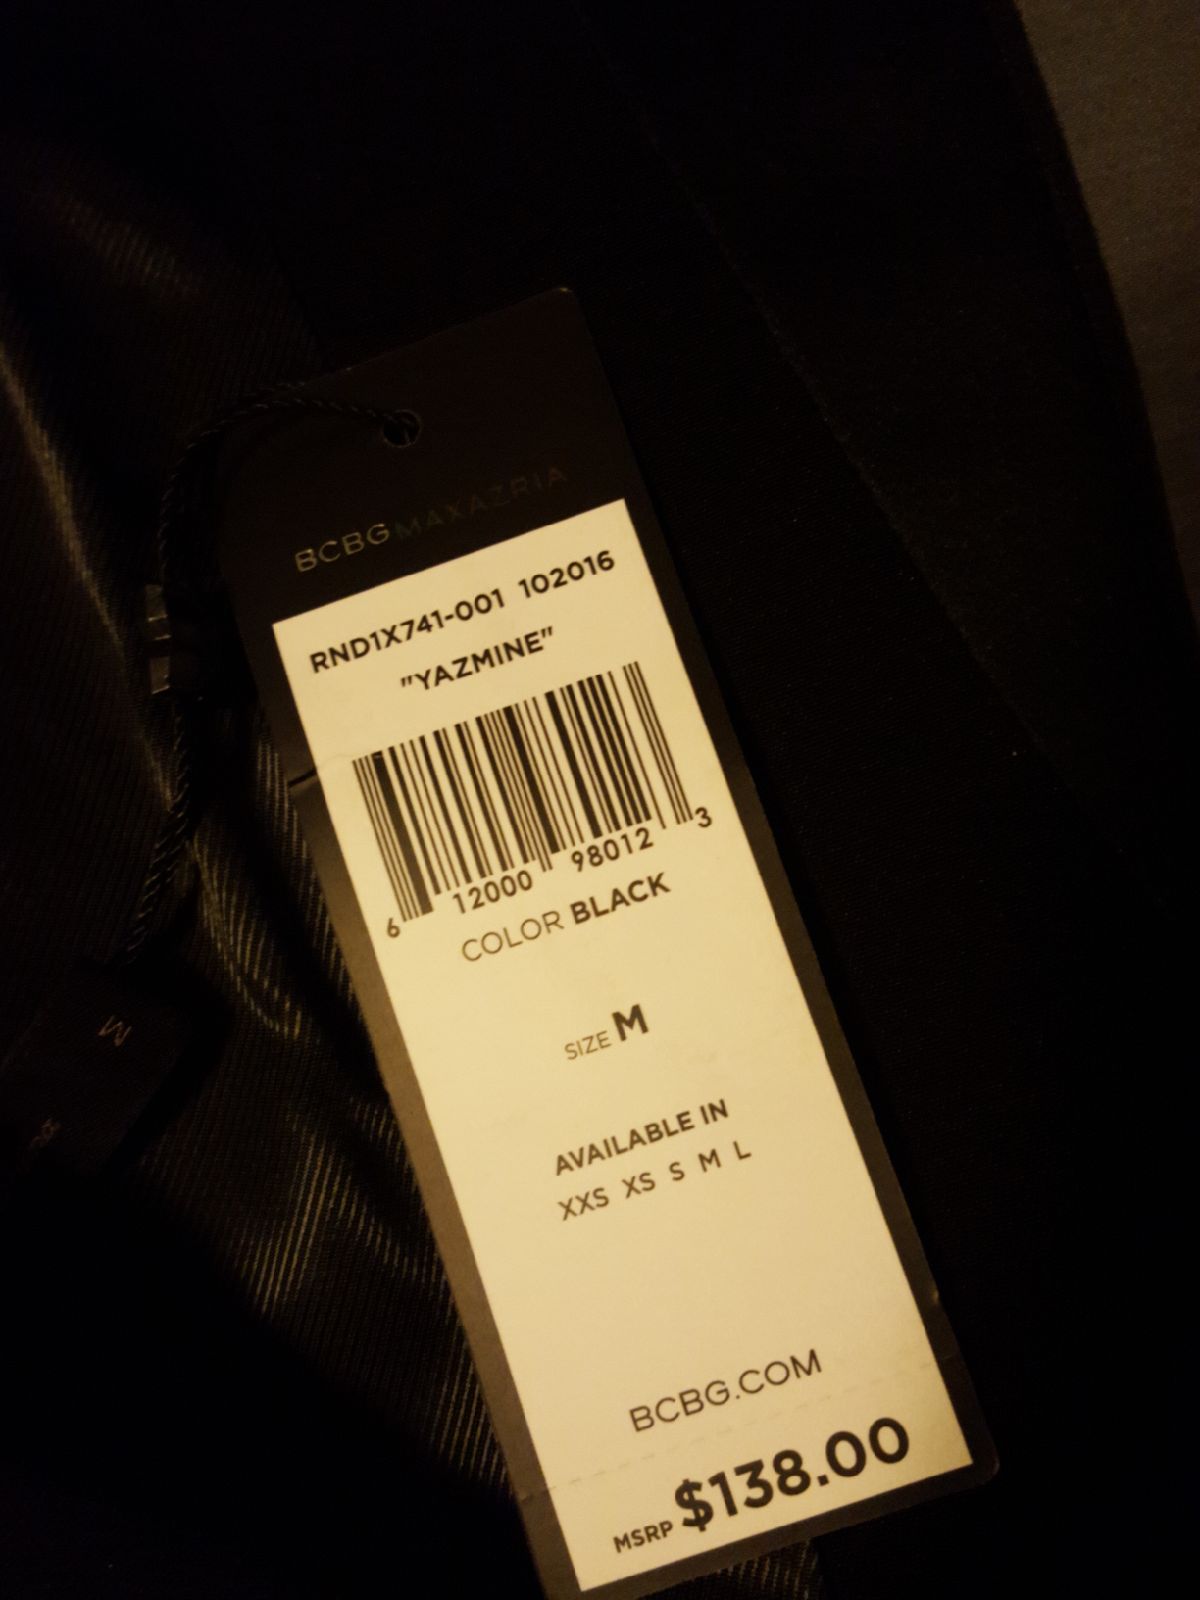 BCBGMAXAZRIA
RND1X741-001 102016
"YAZMINE"
6 12000 98012 3
COLOR BLACK
SIZE M
AVAILABLE IN
XXS XS S M L
BCBG.COM
MSRP $138.00
M